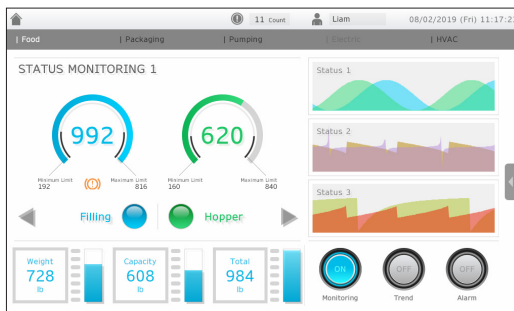 11 Count
Liam
08/02/2019 (Fri) 11:17:2
| Food
| Packaging
| Pumping
| Electric
| HVAC
STATUS MONITORING 1
992
Minimum Limit
192
Maximum Limit
816
620
Minimum Limit
160
Maximum Limit
840
Filling
Hopper
Weight
728
lb
Capacity
608
lb
Total
984
lb
Status 1
Status 2
Status 3
ON
OFF
OFF
Monitoring
Trend
Alarm